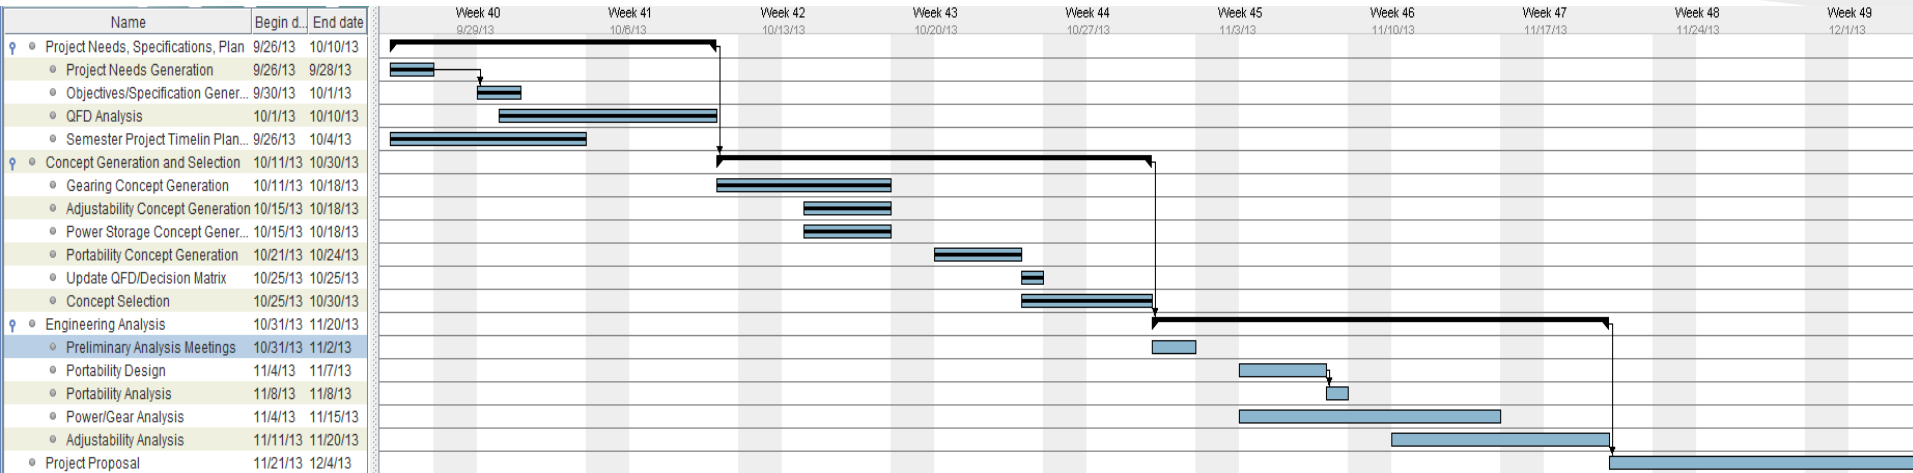 Name Begin d... End date
Week 40 Week 41 Week 42 Week 43 Week 44 Week 45 Week 46 Week 47 Week 48 Week 49
9/29/13 10/6/13 10/13/13 10/20/13 10/27/13 11/3/13 11/10/13 11/17/13 11/24/13 12/1/13
Project Needs, Specifications, Plan 9/26/13 10/10/13
Project Needs Generation 9/26/13 9/28/13
Objectives/Specification Gener... 9/30/13 10/1/13
QFD Analysis 10/1/13 10/10/13
Semester Project Timelin Plan... 9/26/13 10/4/13
Concept Generation and Selection 10/11/13 10/30/13
Gearing Concept Generation 10/11/13 10/18/13
Adjustability Concept Generation 10/15/13 10/18/13
Power Storage Concept Gener... 10/15/13 10/18/13
Portability Concept Generation 10/21/13 10/24/13
Update QFD/Decision Matrix 10/25/13 10/25/13
Concept Selection 10/25/13 10/30/13
Engineering Analysis 10/31/13 11/20/13
Preliminary Analysis Meetings 10/31/13 11/2/13
Portability Design 11/4/13 11/7/13
Portability Analysis 11/8/13 11/8/13
Power/Gear Analysis 11/4/13 11/15/13
Adjustability Analysis 11/11/13 11/20/13
Project Proposal 11/21/13 12/4/13